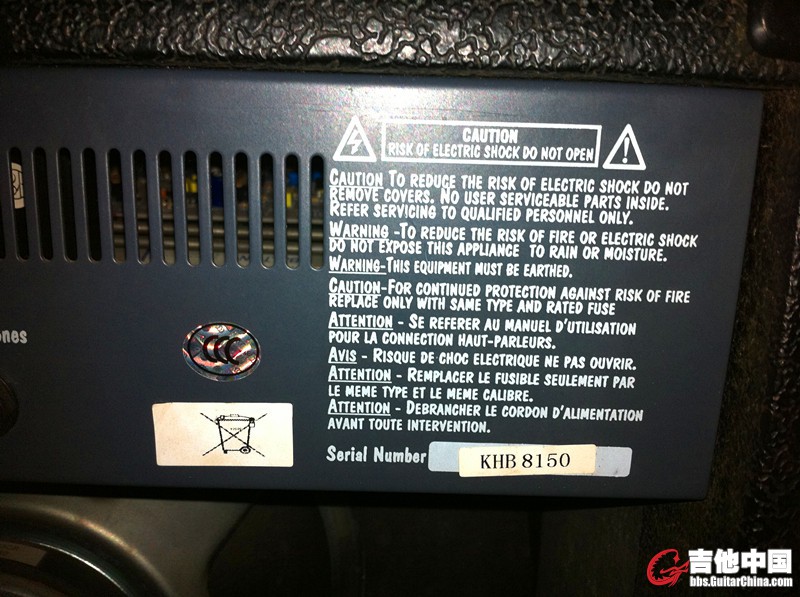 CAUTION
RISK OF ELECTRIC SHOCK DO NOT OPEN
CAUTION TO REDUCE THE RISK OF ELECTRIC SHOCK DO NOT
REMOVE COVERS. NO USER SERVICEABLE PARTS INSIDE.
REFER SERVICING TO QUALIFIED PERSONNEL ONLY.
WARNING -TO REDUCE THE RISK OF FIRE OR ELECTRIC SHOCK
DO NOT EXPOSE THIS APPLIANCE TO RAIN OR MOISTURE.
WARNING-THIS EQUIPMENT MUST BE EARTHED.
CAUTION-FOR CONTINUED PROTECTION AGAINST RISK OF FIRE
REPLACE ONLY WITH SAME TYPE AND RATED FUSE
ATTENTION - SE REFERER AU MANUEL D'UTILISATION
POUR LA CONNECTION HAUT-PARLEURS.
AVIS - RISQUE DE CHOC ELECTRIQUE NE PAS OUVRIR.
ATTENTION - REMPLACER LE FUSIBLE SEULEMENT PAR
LE MEME TYPE ET LE MEME CALIBRE.
ATTENTION - DEBRANCHER LE CORDON D'ALIMENTATION
AVANT TOUTE INTERVENTION.
Serial Number KHB 8150
ones
CCC
吉他中国
bbs.GuitarChina.com